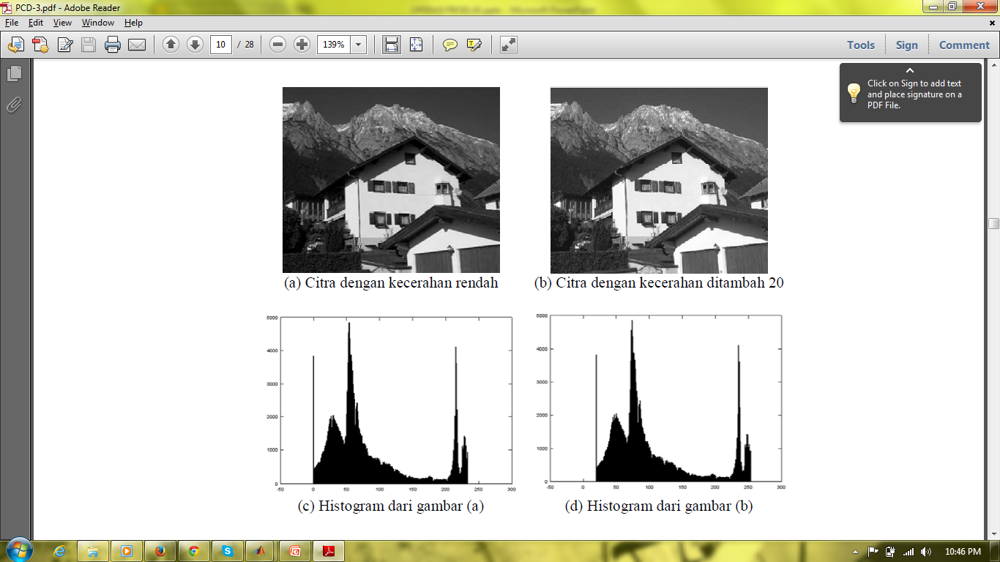 PCD-3.pdf - Adobe Reader
File Edit View Window Help
10 / 28 139% Tools Sign Comment
Click on Sign to add text
and place signature on a
PDF File.
(a) Citra dengan kecerahan rendah (b) Citra dengan kecerahan ditambah 20
5000
4000
3000
2000
1000
0
-50 0 50 100 150 200 250 300
5000
4000
3000
2000
1000
0
-50 0 50 100 150 200 250 300
(c) Histogram dari gambar (a) (d) Histogram dari gambar (b)
10:46 PM